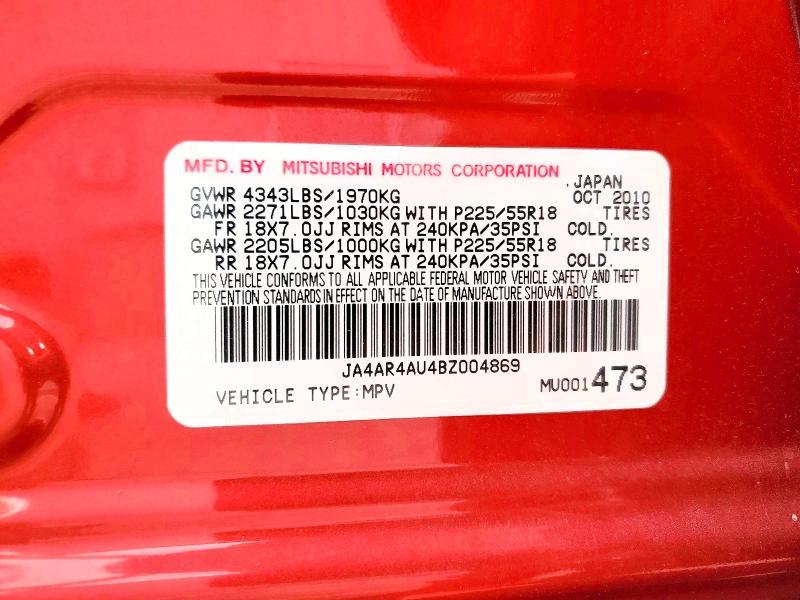 MFD. BY MITSUBISHI MOTORS CORPORATION
. JAPAN
GVWR 4343LBS/1970KG OCT 2010
GAWR 2271LBS/1030KG WITH P225/55R18 TIRES
FR 18X7.0JJ RIMS AT 240KPA/35PSI COLD.
GAWR 2205LBS/1000KG WITH P225/55R18 TIRES
RR 18X7.0JJ RIMS AT 240KPA/35PSI COLD.
THIS VEHICLE CONFORMS TO ALL APPLICABLE FEDERAL MOTOR VEHICLE SAFETY AND THEFT
PREVENTION STANDARDS IN EFFECT ON THE DATE OF MANUFACTURE SHOWN ABOVE.
JA4AR4AU4BZ004869
VEHICLE TYPE:MPV MU001473